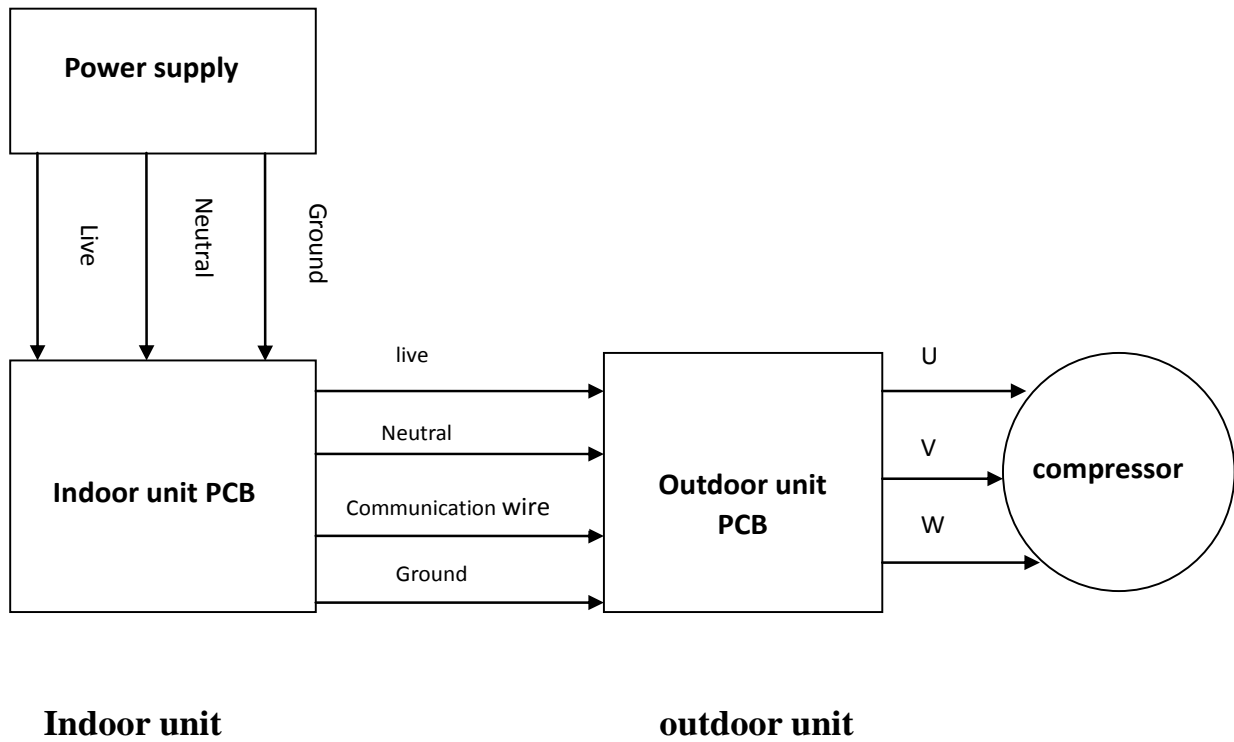 Power supply
Live
Neutral
Ground
live
U
Neutral
V
compressor
Indoor unit PCB
Outdoor unit
PCB
Communication wire
W
Ground
Indoor unit
outdoor unit